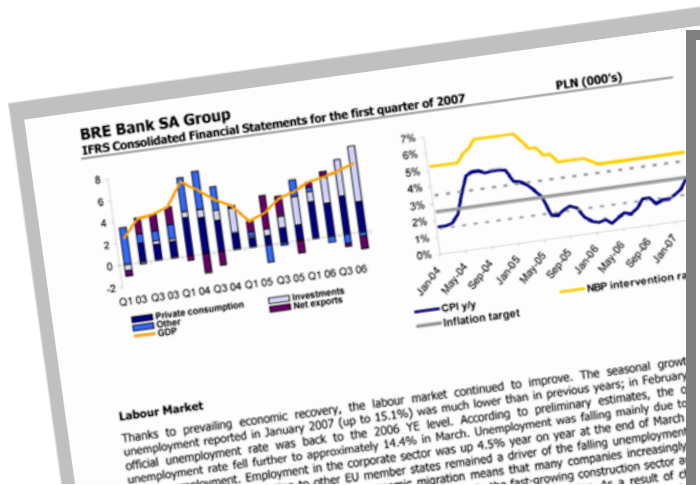 BRE Bank SA Group
IFRS Consolidated Financial Statements for the first quarter of 2007
PLN (000's)
8
6
4
2
0
-2
Q1 03 Q3 03 Q1 04 Q3 04 Q1 05 Q3 05 Q1 06 Q3 06
Private consumption
Other
GDP
Investments
Net exports
7%
6%
5%
4%
3%
2%
1%
0%
Jan-04 May-04 Sep-04 Jan-05 May-05 Sep-05 Jan-06 May-06 Sep-06 Jan-07
CPI y/y
Inflation target
NBP intervention
Labour Market
Thanks to prevailing economic recovery, the labour market continued to improve. The seasonal
unemployment reported in January 2007 (up to 15.1%) was much lower than in previous years; in February
official unemployment rate was back to the 2006 YE level. According to preliminary estimates, the
unemployment rate fell further to approximately 14.4% in March. Unemployment was falling mainly due
Employment in the corporate sector was up 4.5% year on year at the end of March
to other EU member states remained a driver of the falling unemployment
migration means that many companies increasingly
the fast-growing construction sector
As a result of